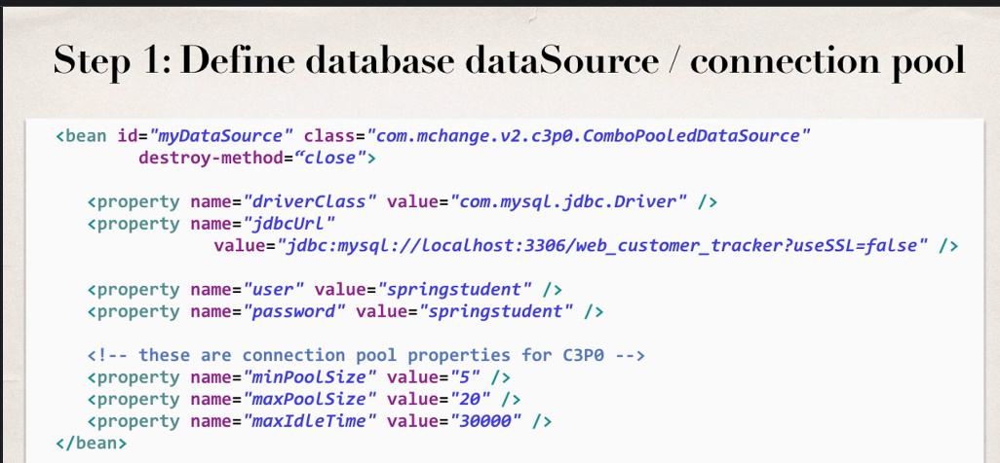 Step 1: Define database dataSource / connection pool
<bean id="myDataSource" class="com.mchange.v2.c3p0.ComboPooledDataSource"
destroy-method=“close">
<property name="driverClass" value="com.mysql.jdbc.Driver" />
<property name="jdbcUrl"
value="jdbc:mysql://localhost:3306/web_customer_tracker?useSSL=false" />
<property name="user" value="springstudent" />
<property name="password" value="springstudent" />
<!-- these are connection pool properties for C3P0 -->
<property name="minPoolSize" value="5" />
<property name="maxPoolSize" value="20" />
<property name="maxIdleTime" value="30000" />
</bean>